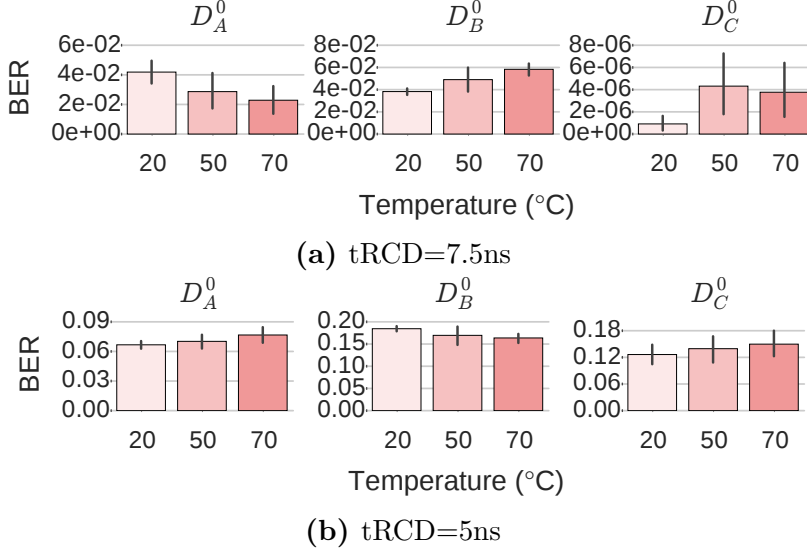 D_A^0 D_B^0 D_C^0
BER
6e-02 4e-02 2e-02 0e+00
8e-02 6e-02 4e-02 2e-02 0e+00
8e-06 6e-06 4e-06 2e-06 0e+00
20 50 70 20 50 70 20 50 70
Temperature (°C)
(a) tRCD=7.5ns
D_A^0 D_B^0 D_C^0
BER
0.09 0.06 0.03 0.00
0.20 0.15 0.10 0.05 0.00
0.18 0.12 0.06 0.00
20 50 70 20 50 70 20 50 70
Temperature (°C)
(b) tRCD=5ns